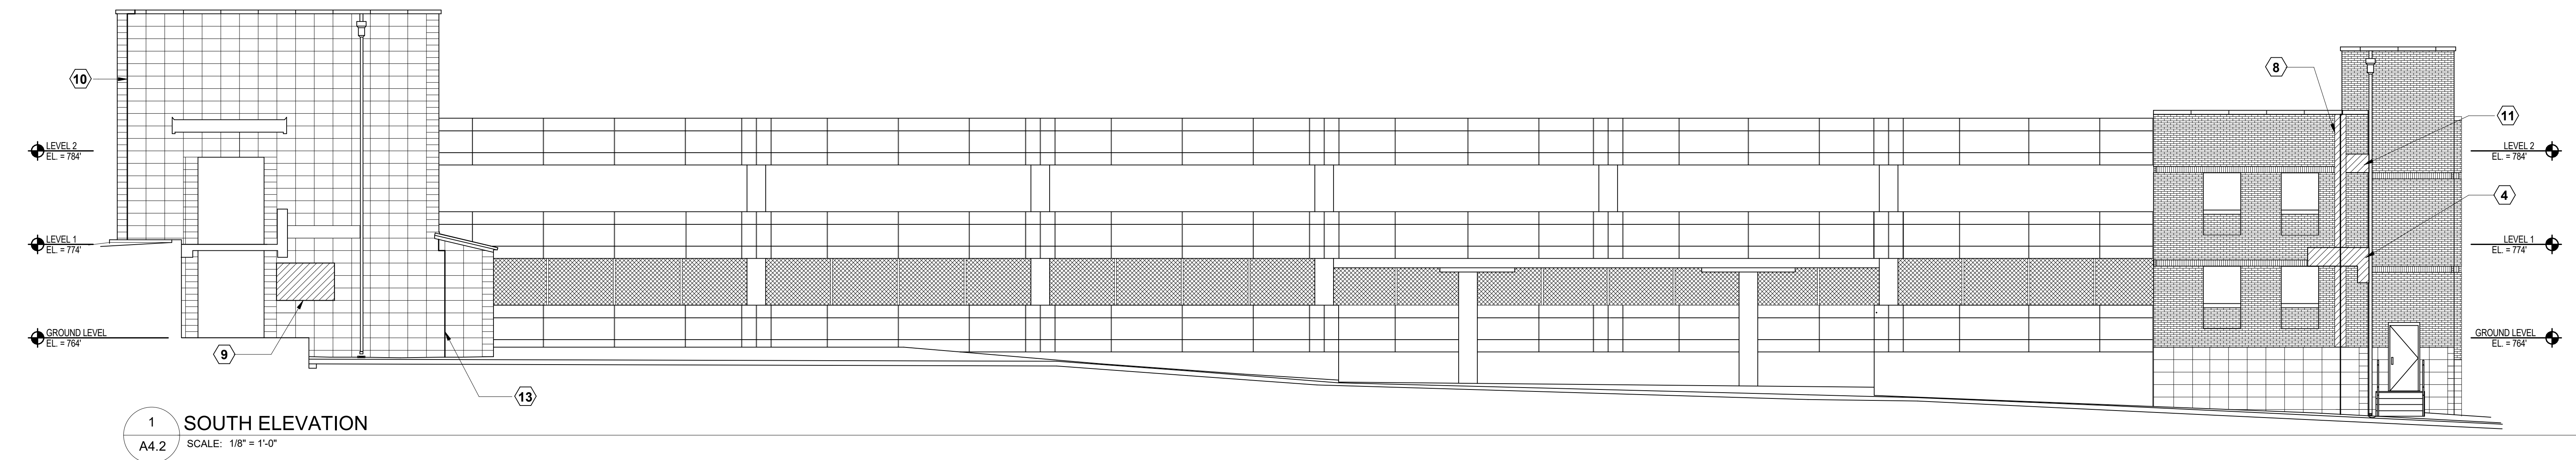 10
8
11
LEVEL 2
EL. = 784'
LEVEL 2
EL. = 784'
4
LEVEL 1
EL. = 774'
LEVEL 1
EL. = 774'
GROUND LEVEL
EL. = 764'
GROUND LEVEL
EL. = 764'
9
13
1
A4.2
SOUTH ELEVATION
SCALE: 1/8" = 1'-0"